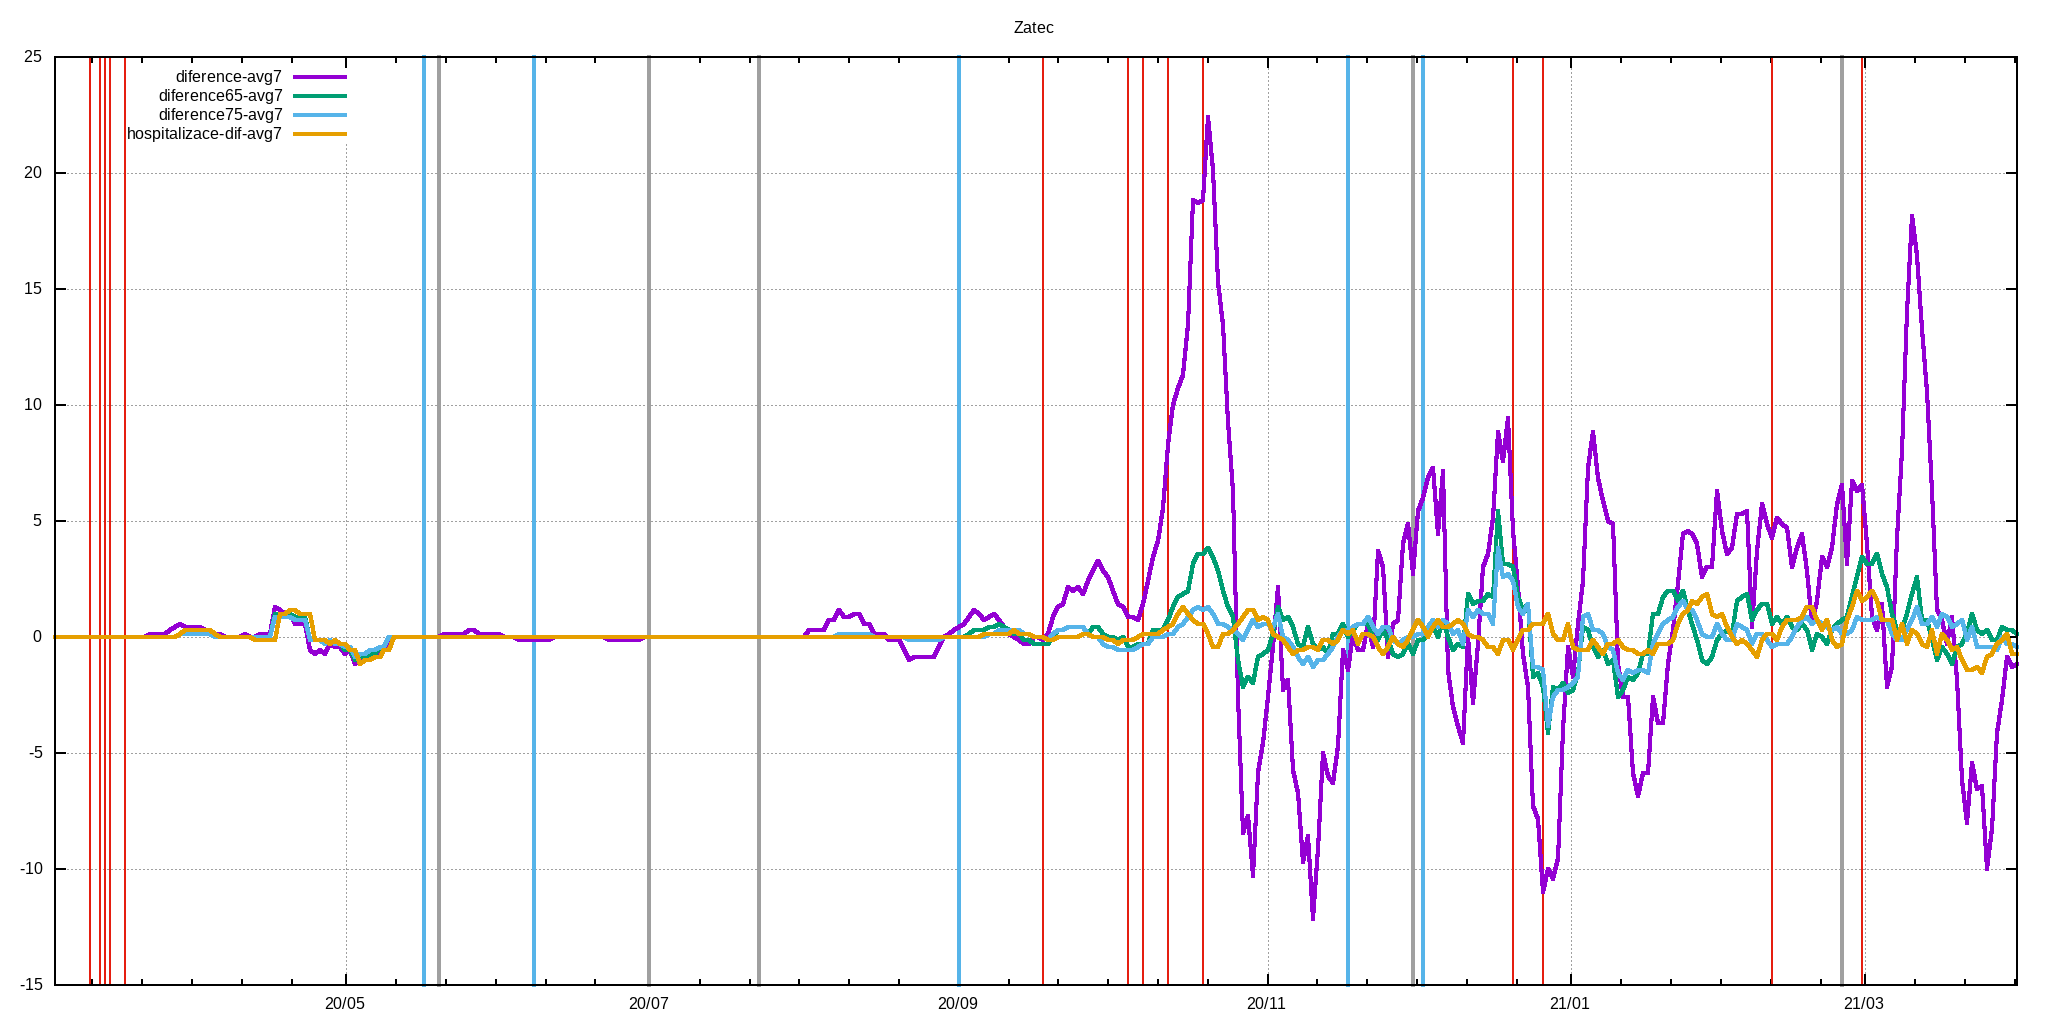 Zatec
25
diference-avg7
diference65-avg7
diference75-avg7
hospitalizace-dif-avg7
20
15
10
5
0
-5
-10
-15
20/05 20/07 20/09 20/11 21/01 21/03